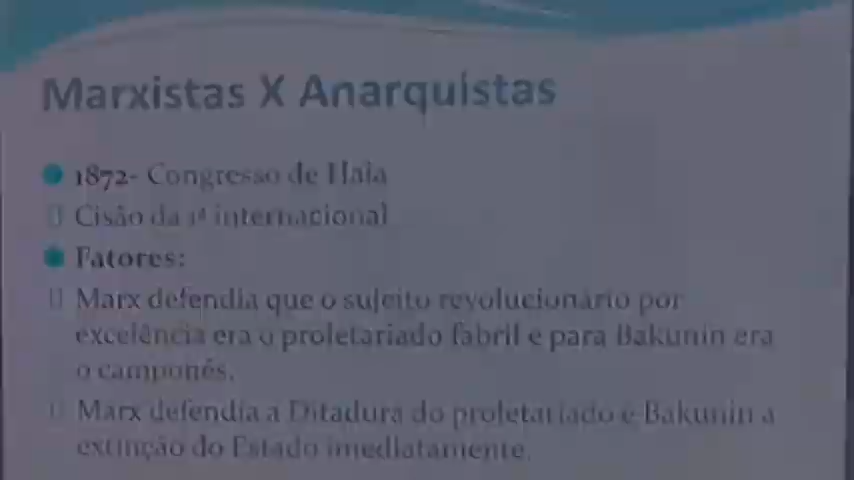 Marxistas X Anarquistas
1872- Congresso de Haia
Cisão da 1ª internacional
Fatores:
Marx defendia que o sujeito revolucionário por
excelência era o proletariado fabril e para Bakunin era
o camponês.
Marx defendia a Ditadura do proletariado e Bakunin a
extinção do Estado imediatamente.